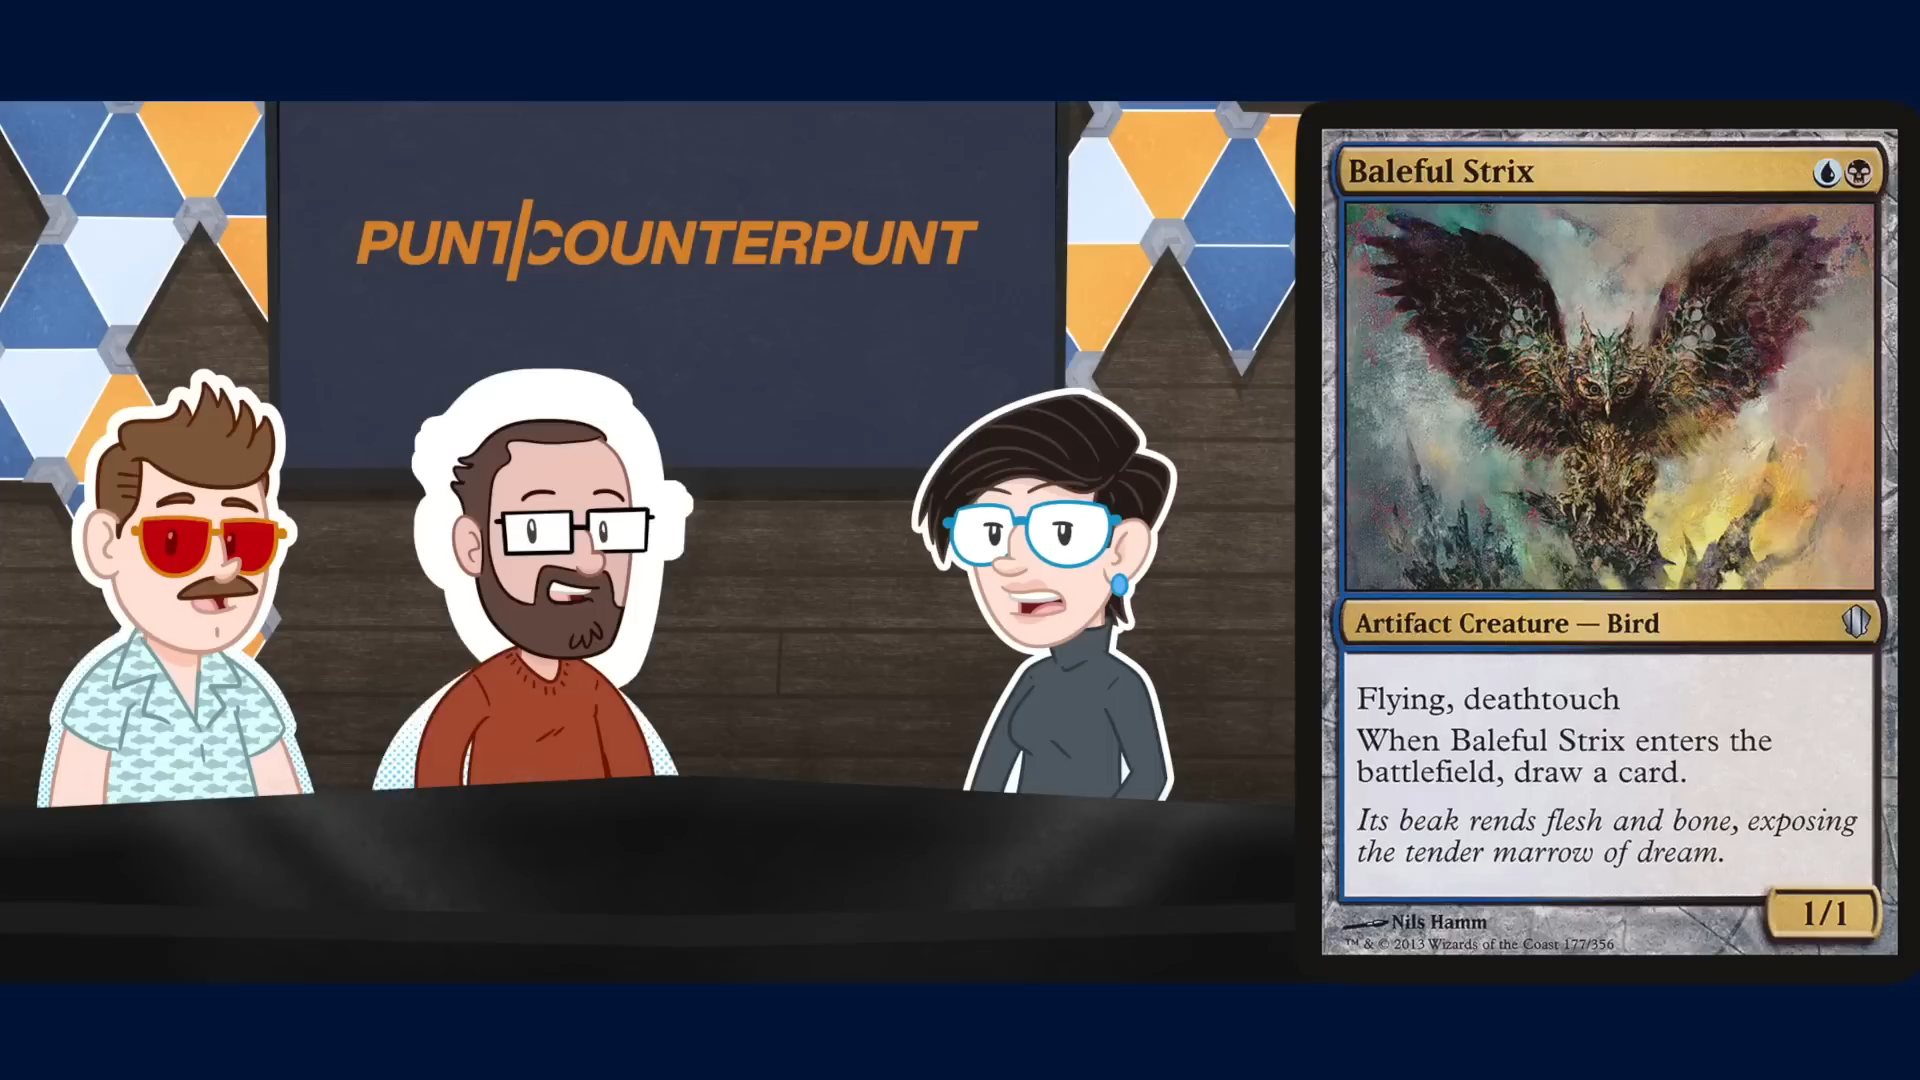 PUNT/COUNTERPUNT
Baleful Strix
Artifact Creature — Bird
Flying, deathtouch
When Baleful Strix enters the
battlefield, draw a card.
Its beak rends flesh and bone, exposing
the tender marrow of dream.
1/1
Nils Hamm
™ & © 2013 Wizards of the Coast 177/356